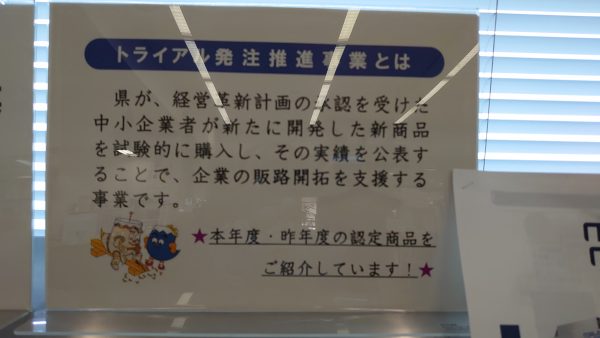 トライアル発注推進事業とは
県が、経営革新計画の承認を受けた
中小企業者が新たに開発した新商品
を試験的に購入し、その実績を公表す
ることで、企業の販路開拓を支援する
事業です。
★本年度・昨年度の認定商品を
ご紹介しています！★